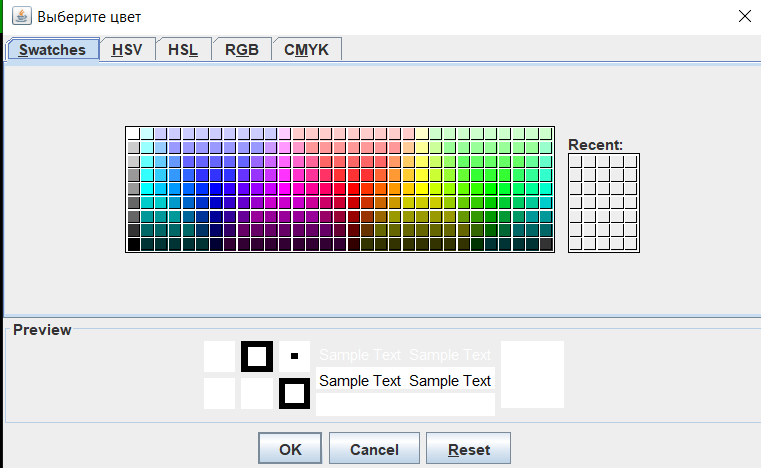 Выберите цвет
Swatches HSV HSL RGB CMYK
Recent:
Preview
Sample Text Sample Text
Sample Text Sample Text
OK Cancel Reset